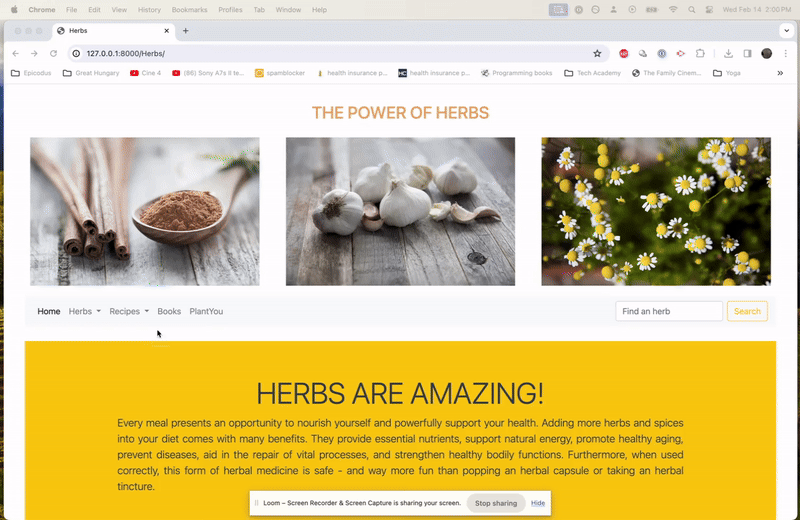 Chrome File Edit View History Bookmarks Profiles Tab Window Help Wed Feb 14 2:00 PM
Herbs
127.0.0.1:8000/Herbs/
Epicodus Great Hungary Cine 4 (86) Sony A7s II te... spamblocker health insurance p... health insurance p... Programming books Tech Academy The Family Cinem... Yoga
THE POWER OF HERBS
Home Herbs Recipes Books PlantYou Find an herb Search
HERBS ARE AMAZING!
Every meal presents an opportunity to nourish yourself and powerfully support your health. Adding more herbs and spices
into your diet comes with many benefits. They provide essential nutrients, support natural energy, promote healthy aging,
prevent diseases, aid in the repair of vital processes, and strengthen healthy bodily functions. Furthermore, when used
correctly, this form of herbal medicine is safe - and way more fun than popping an herbal capsule or taking an herbal
tincture.
Loom – Screen Recorder & Screen Capture is sharing your screen. Stop sharing Hide